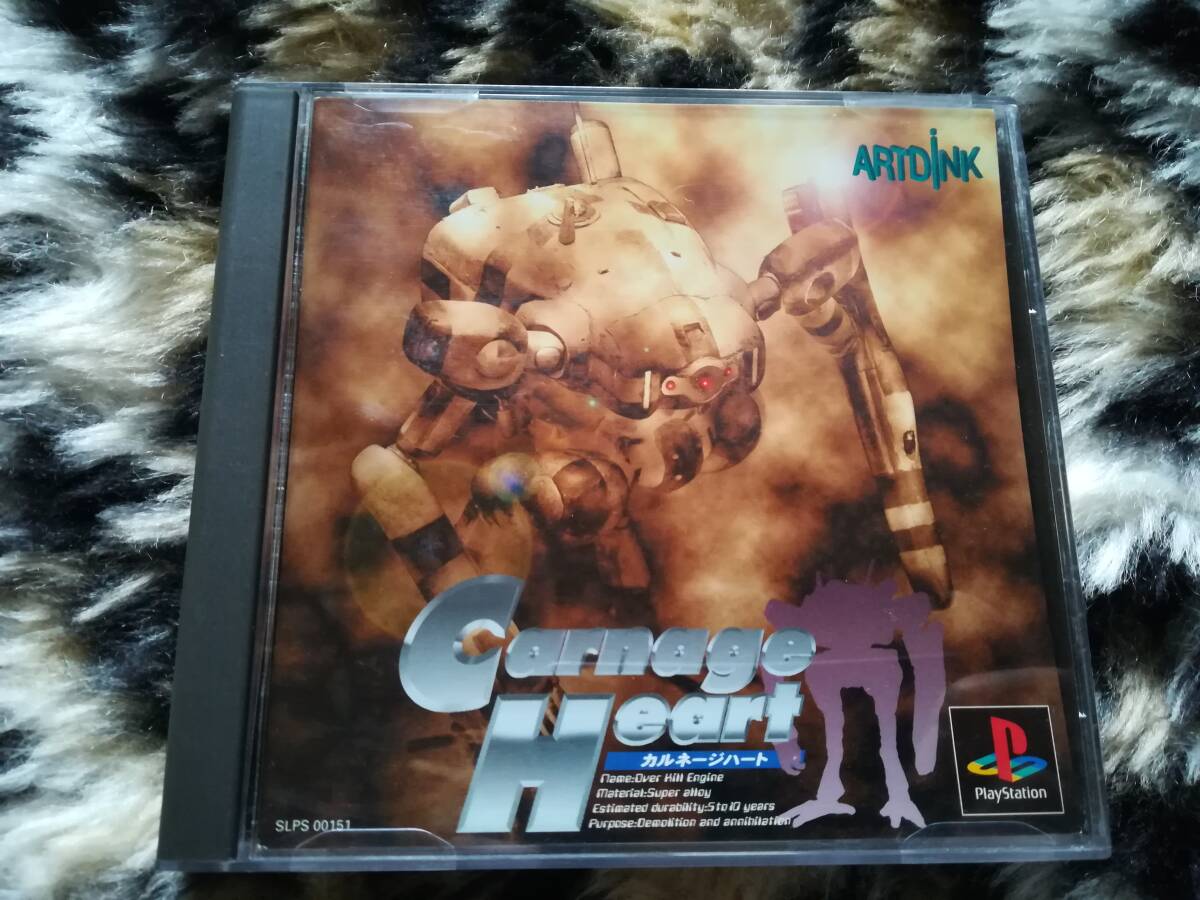 ARTDiNK
Carnage
Heart
カルネージハート
Name:Over Kill Engine
Material:Super alloy
Estimated durability:5 to 10 years
Purpose:Demolition and annihilation
SLPS 00151
PlayStation